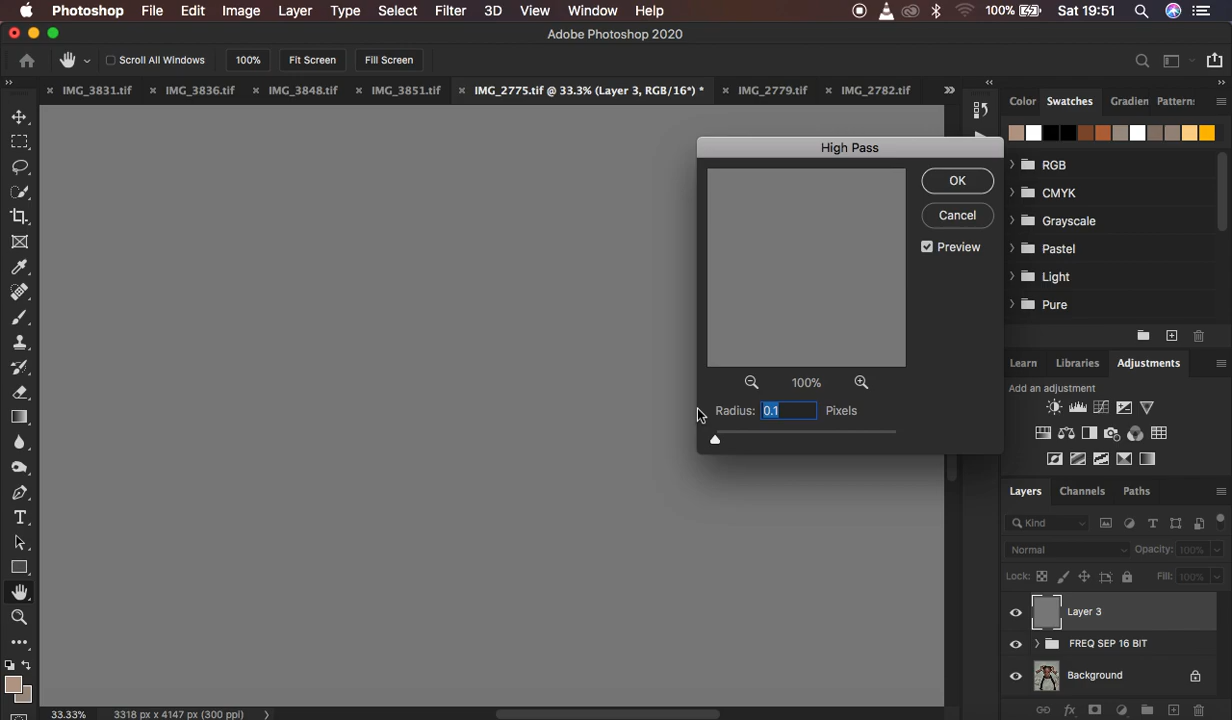 Photoshop File Edit Image Layer Type Select Filter 3D View Window Help 100% Sat 19:51
Adobe Photoshop 2020
Scroll All Windows 100% Fit Screen Fill Screen
IMG_3831.tif IMG_3836.tif IMG_3848.tif IMG_3851.tif IMG_2775.tif @ 33.3% (Layer 3, RGB/16*) * IMG_2779.tif IMG_2782.tif
Color Swatches Gradien Pattern:
High Pass
OK
Cancel
Preview
100%
Radius: 0.1 Pixels
RGB
CMYK
Grayscale
Pastel
Light
Pure
Learn Libraries Adjustments
Add an adjustment
Layers Channels Paths
Kind
Normal Opacity: 100%
Lock: Fill: 100%
Layer 3
FREQ SEP 16 BIT
Background
33.33% 3318 px x 4147 px (300 ppi)